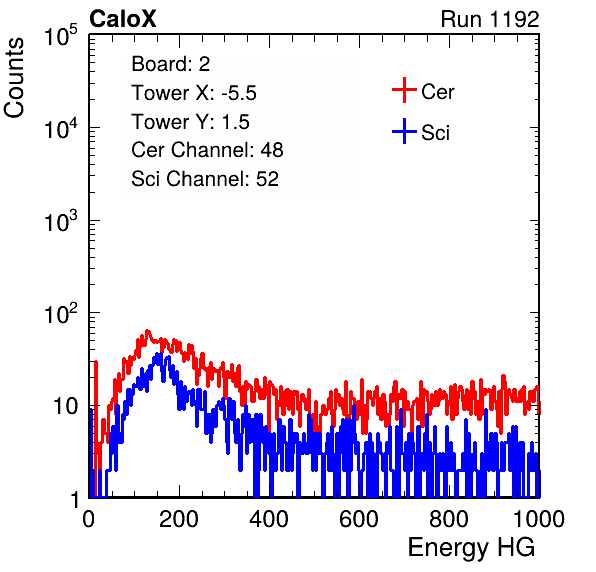 CaloX Run 1192
Counts
10^5
10^4
10^3
10^2
10
1
Board: 2
Tower X: -5.5
Tower Y: 1.5
Cer Channel: 48
Sci Channel: 52
Cer
Sci
0 200 400 600 800 1000
Energy HG